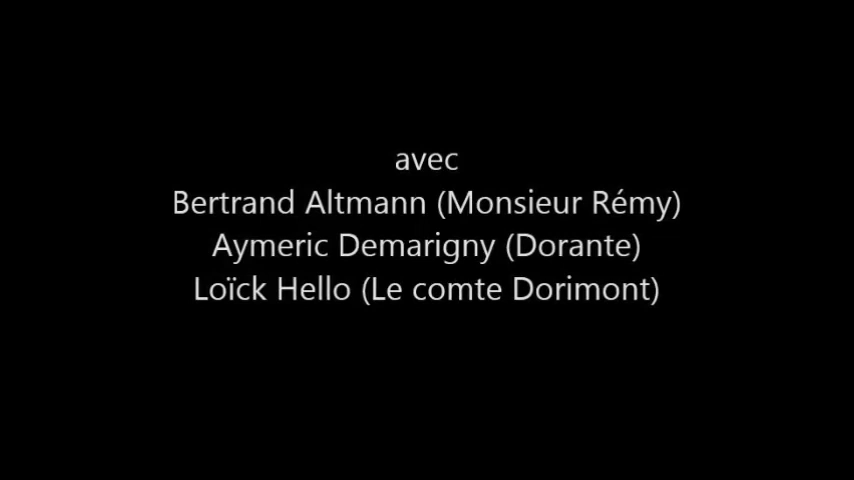 avec
Bertrand Altmann (Monsieur Rémy)
Aymeric Demarigny (Dorante)
Loïck Hello (Le comte Dorimont)